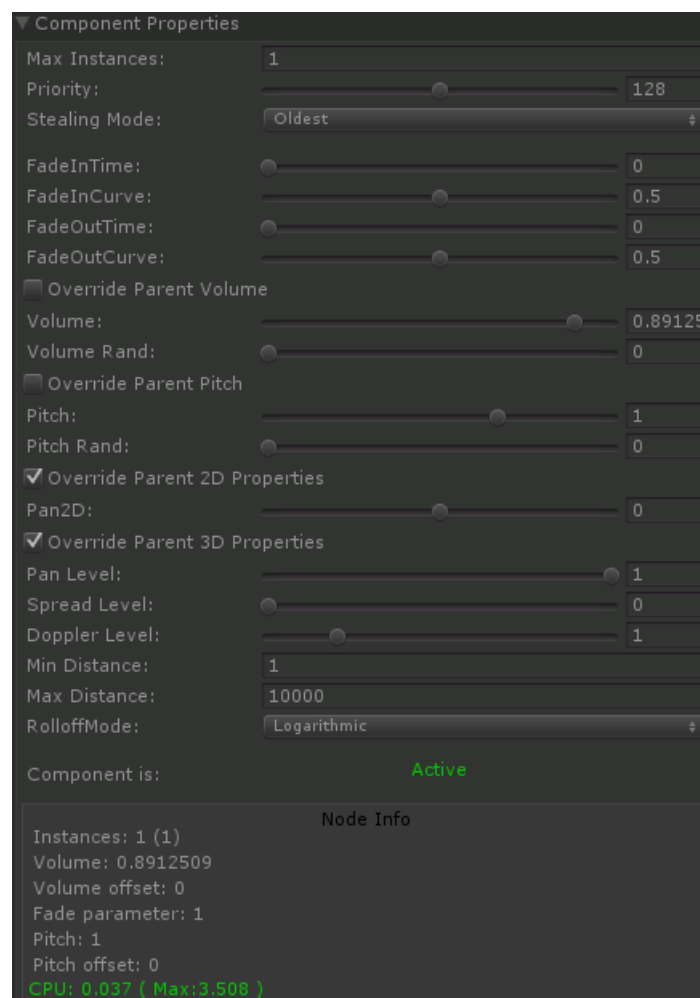 Component Properties
Max Instances: 1
Priority: 128
Stealing Mode: Oldest
FadeInTime: 0
FadeInCurve: 0.5
FadeOutTime: 0
FadeOutCurve: 0.5
Override Parent Volume
Volume: 0.89125
Volume Rand: 0
Override Parent Pitch
Pitch: 1
Pitch Rand: 0
Override Parent 2D Properties
Pan2D: 0
Override Parent 3D Properties
Pan Level: 1
Spread Level: 0
Doppler Level: 1
Min Distance: 1
Max Distance: 10000
RolloffMode: Logarithmic
Component is: Active
Node Info
Instances: 1 (1)
Volume: 0.8912509
Volume offset: 0
Fade parameter: 1
Pitch: 1
Pitch offset: 0
CPU: 0.037 ( Max:3.508 )